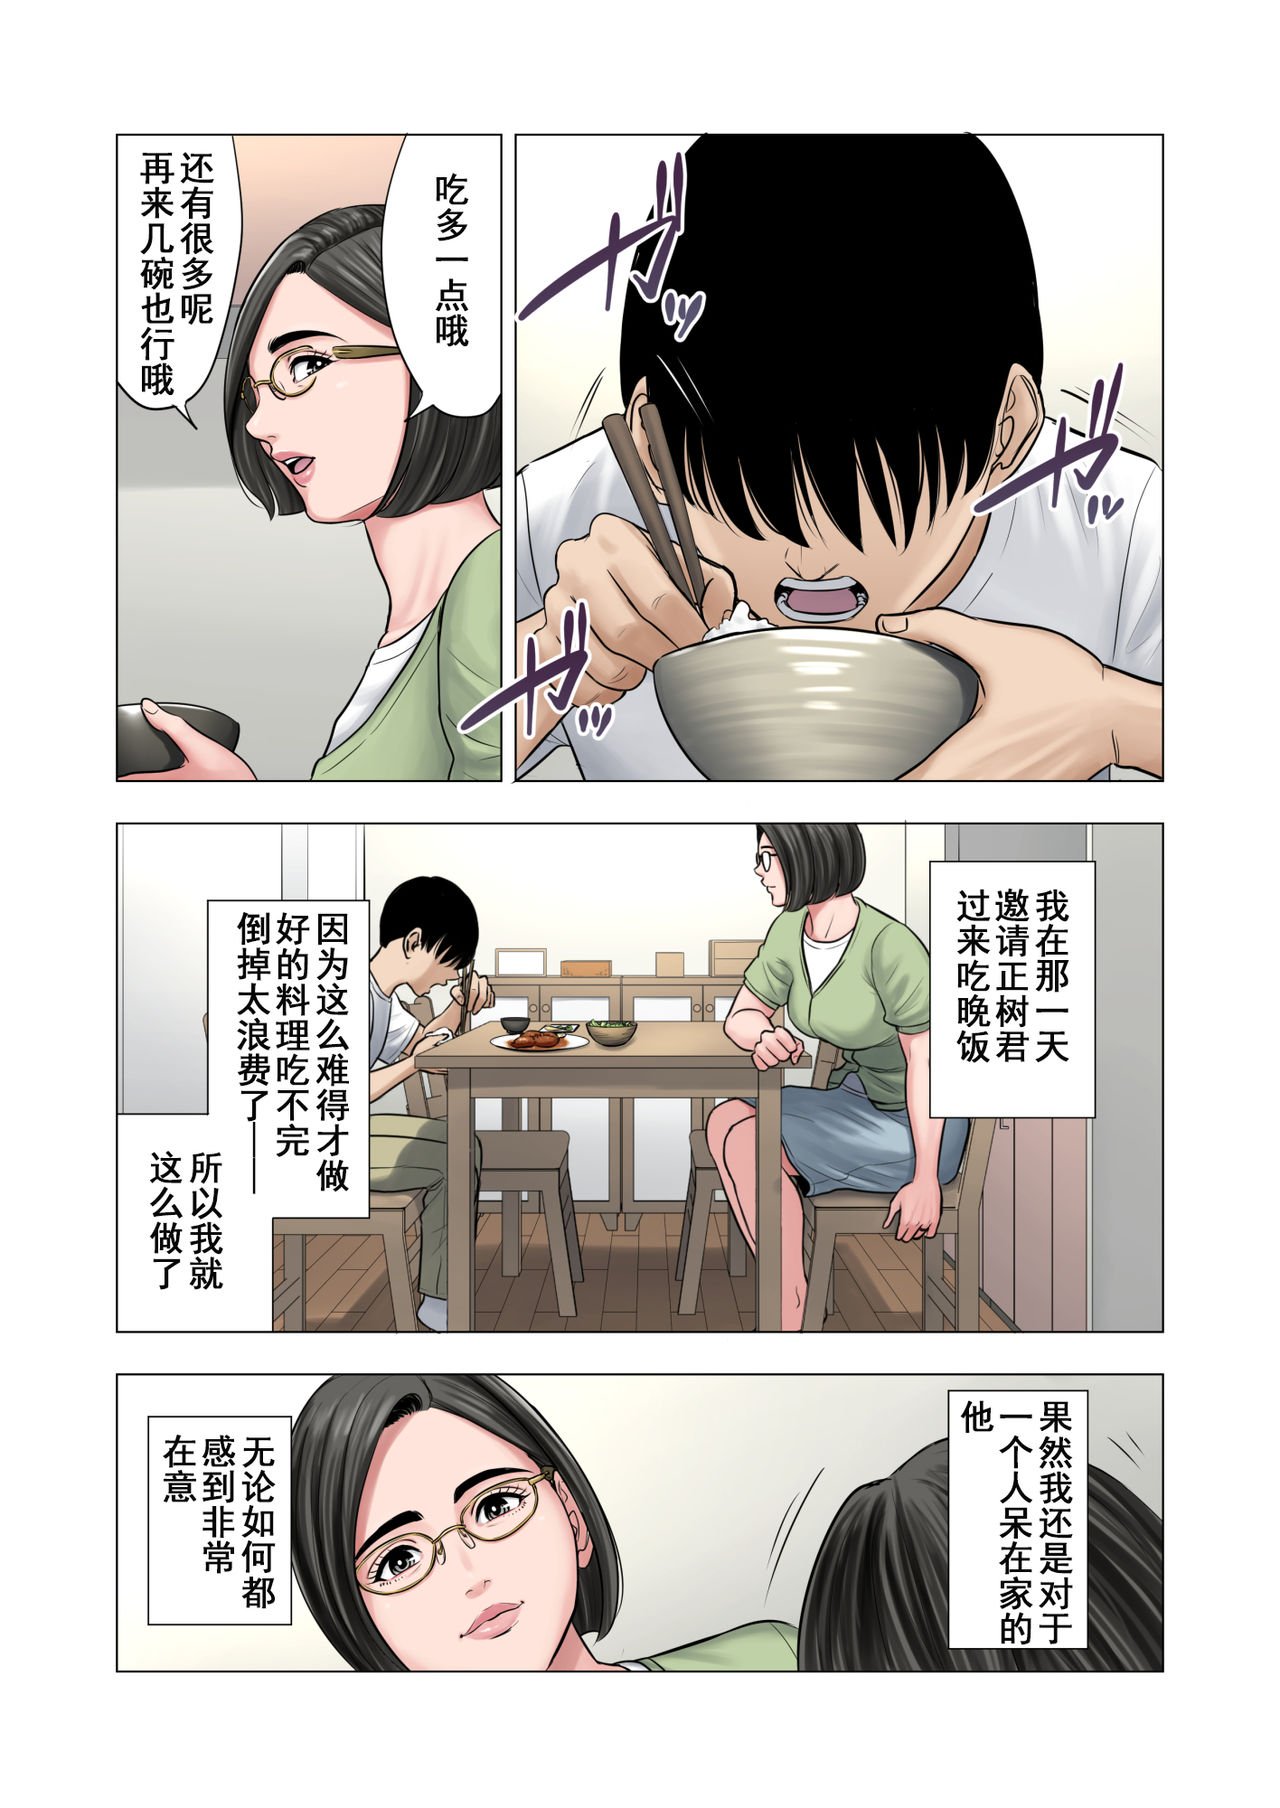 ガ
ガッ
ガ
ガッ
ガ
ガッ
吃多一点哦
还有很多呢
再来几碗也行哦
我在那一天
邀请正树君
过来吃晚饭
因为这么难得才做
好的料理吃不完
倒掉太浪费了——
所以我就
这么做了
果然我还是对于
一个人呆在家的
他
无论如何都
感到非常
在意